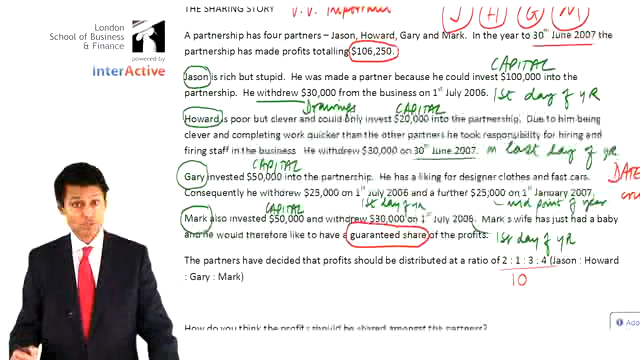 London
School of Business
& Finance
powered by
InterActive
THE SHARING STORY V.V. Important J H G M
A partnership has four partners – Jason, Howard, Gary and Mark. In the year to 30th June 2007 the
partnership has made profits totalling $106,250.
CAPITAL
Jason is rich but stupid. He was made a partner because he could invest $100,000 into the
partnership. He withdrew $30,000 from the business on 1st July 2006. 1st day of yR
Drawings CAPITAL
Howard is poor but clever and could only invest $20,000 into the partnership. Due to him being
clever and completing work quicker than the other partners he took responsibility for hiring and
firing staff in the business He withdrew $30,000 on 30th June 2007. last day of yR
CAPITAL
Gary invested $50,000 into the partnership. He has a liking for designer clothes and fast cars. DATE
Consequently he withdrew $25,000 on 1st July 2006 and a further $25,000 on 1st January 2007.
CAPITAL 1st day of yR mid point of year
Mark also invested $50,000 and withdrew $30,000 on 1st July 2006. Mark's wife has just had a baby
and he would therefore like to have a guaranteed share of the profits. 1st day of yR
The partners have decided that profits should be distributed at a ratio of 2 : 1 : 3 : 4 (Jason : Howard
: Gary : Mark) 10
How do you think the profits should be shared amongst the partners?